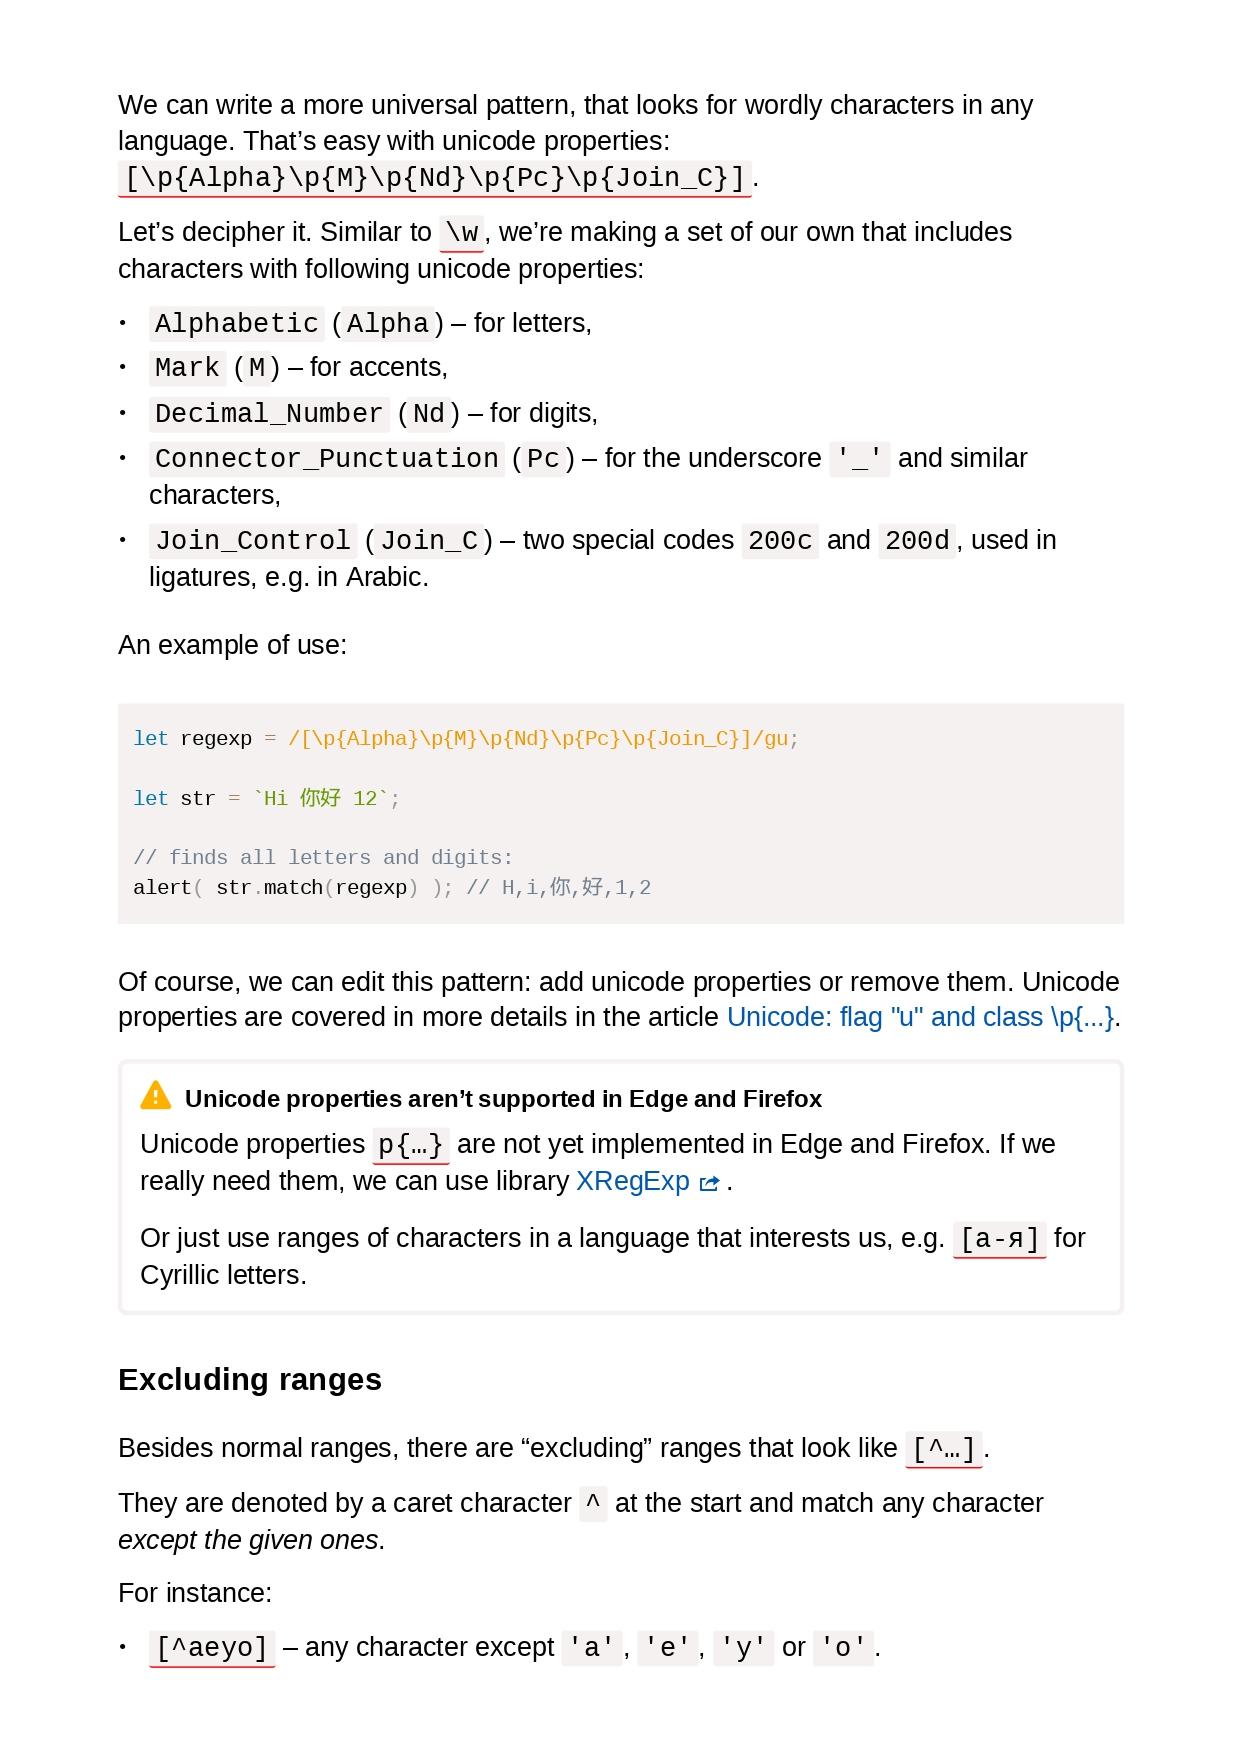 We can write a more universal pattern, that looks for wordly characters in any
language. That’s easy with unicode properties:
[\p{Alpha}\p{M}\p{Nd}\p{Pc}\p{Join_C}].
Let’s decipher it. Similar to \w, we’re making a set of our own that includes
characters with following unicode properties:
• Alphabetic (Alpha) – for letters,
• Mark (M) – for accents,
• Decimal_Number (Nd) – for digits,
• Connector_Punctuation (Pc) – for the underscore '_' and similar
characters,
• Join_Control (Join_C) – two special codes 200c and 200d, used in
ligatures, e.g. in Arabic.
An example of use:
let regexp = /[\p{Alpha}\p{M}\p{Nd}\p{Pc}\p{Join_C}]/gu;
let str = `Hi 你好 12`;
// finds all letters and digits:
alert( str.match(regexp) ); // H,i,你,好,1,2
Of course, we can edit this pattern: add unicode properties or remove them. Unicode
properties are covered in more details in the article Unicode: flag "u" and class \p{...}.
Unicode properties aren’t supported in Edge and Firefox
Unicode properties p{…} are not yet implemented in Edge and Firefox. If we
really need them, we can use library XRegExp .
Or just use ranges of characters in a language that interests us, e.g. [а-я] for
Cyrillic letters.
Excluding ranges
Besides normal ranges, there are “excluding” ranges that look like [^…].
They are denoted by a caret character ^ at the start and match any character
except the given ones.
For instance:
• [^aeyo] – any character except 'a', 'e', 'y' or 'o'.